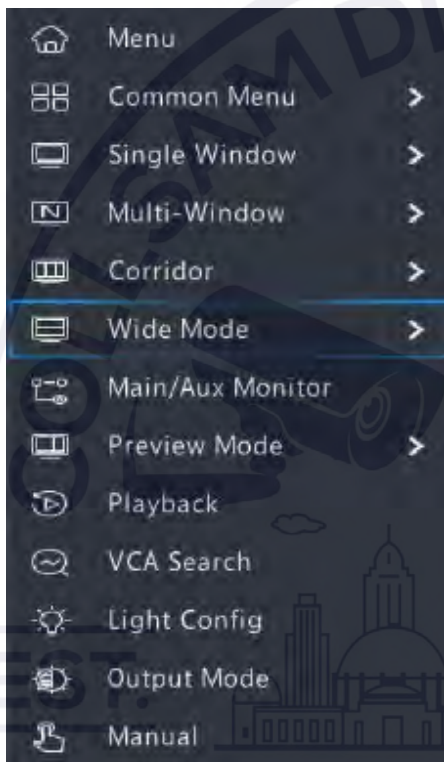 Menu
Common Menu
Single Window
Multi-Window
Corridor
Wide Mode
Main/Aux Monitor
Preview Mode
Playback
VCA Search
Light Config
Output Mode
Manual
EST.